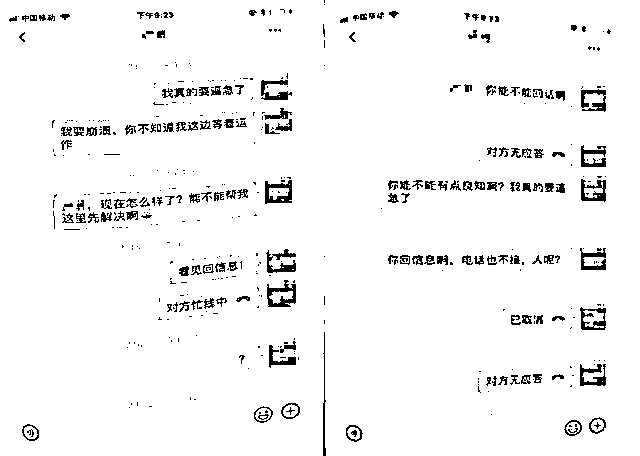 中国移动
下午9:23
我真的要逼急了
我要崩溃、你不知道我这边等着运
作
现在怎么样了？能不能帮我
这里先解决啊
看见回信息！
对方忙线中
？
中国移动
你能不能回话啊
对方无应答
你能不能有点良知啊？我真的要逼
急了
你回信息啊、电话也不接，人呢？
已取消
对方无应答